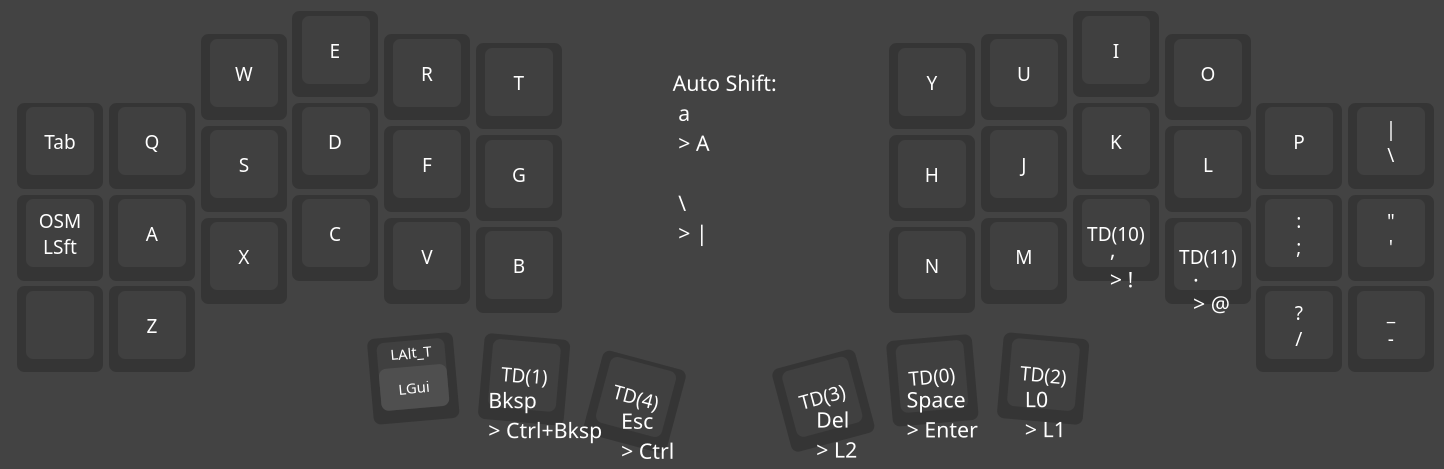 E
I
W
R
U
O
T
Y
Auto Shift:
a
> A
\
> |
Tab
Q
D
K
P
|
\
S
F
J
L
G
H
OSM
LSft
A
C
TD(10)
,
> !
:
;
"
'
X
V
M
TD(11)
.
> @
B
N
Z
?
/
_
-
LAlt_T
LGui
TD(1)
Bksp
> Ctrl+Bksp
TD(4)
Esc
> Ctrl
TD(3)
Del
> L2
TD(0)
Space
> Enter
TD(2)
L0
> L1